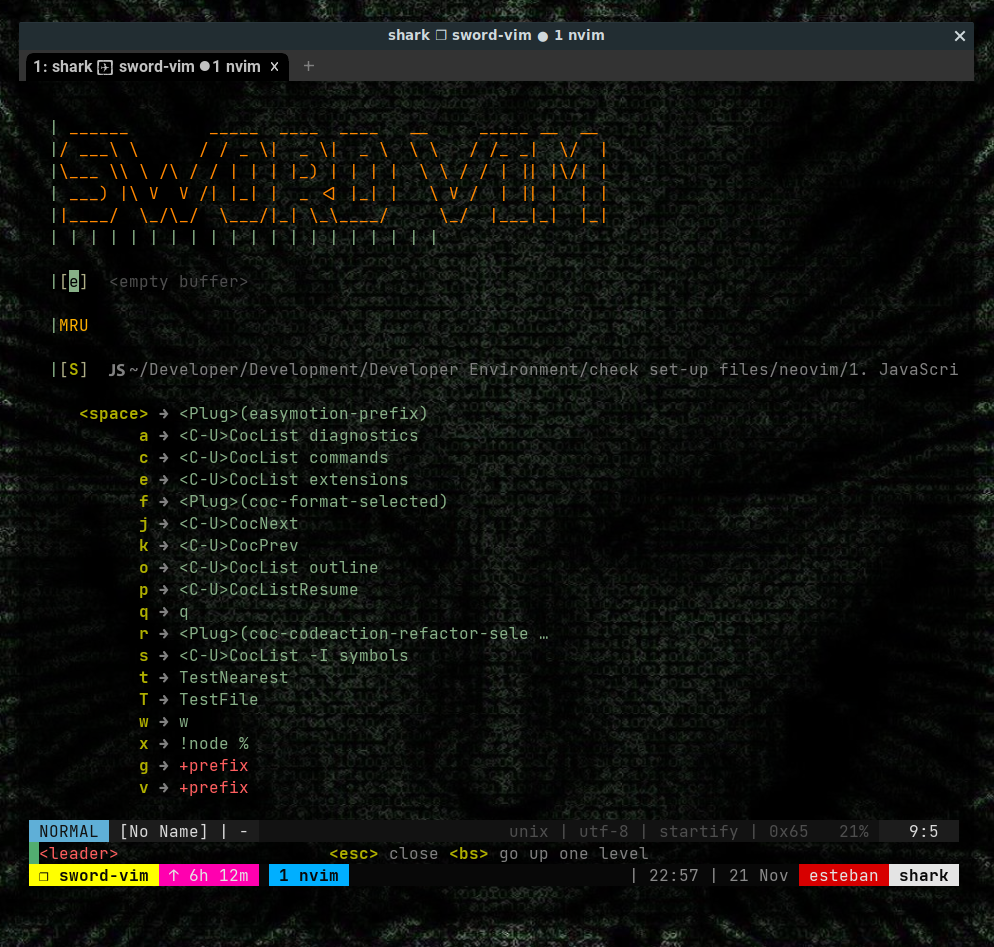 shark ❐ sword-vim ● 1 nvim ×
1: shark sword-vim ● 1 nvim × +
| ______        _____  ____  ____   __     _____ __  __
|/ ___\ \      / / _ \|  _ \|  _ \  \ \   / /_ _|  \/  |
|\___ \\ \ /\ / / | | | |_) | | | |  \ \ / / | || |\/| |
| ___) |\ V  V /| |_| |  _ <| |_| |   \ V /  | || |  | |
||____/  \_/\_/  \___/|_| \_\____/     \_/  |___|_|  |_|
| | | | | | | | | | | | | | | | | | | |
|[e]  <empty buffer>
|MRU
|[S]  JS ~/Developer/Development/Developer Environment/check set-up files/neovim/1. JavaScri
<space> → <Plug>(easymotion-prefix)
a → <C-U>CocList diagnostics
c → <C-U>CocList commands
e → <C-U>CocList extensions
f → <Plug>(coc-format-selected)
j → <C-U>CocNext
k → <C-U>CocPrev
o → <C-U>CocList outline
p → <C-U>CocListResume
q → q
r → <Plug>(coc-codeaction-refactor-sele …
s → <C-U>CocList -I symbols
t → TestNearest
T → TestFile
w → w
x → !node %
g → +prefix
v → +prefix
NORMAL [No Name] | - unix | utf-8 | startify | 0x65 21% 9:5
<leader> <esc> close <bs> go up one level
❐ sword-vim ↑ 6h 12m 1 nvim | 22:57 | 21 Nov esteban shark